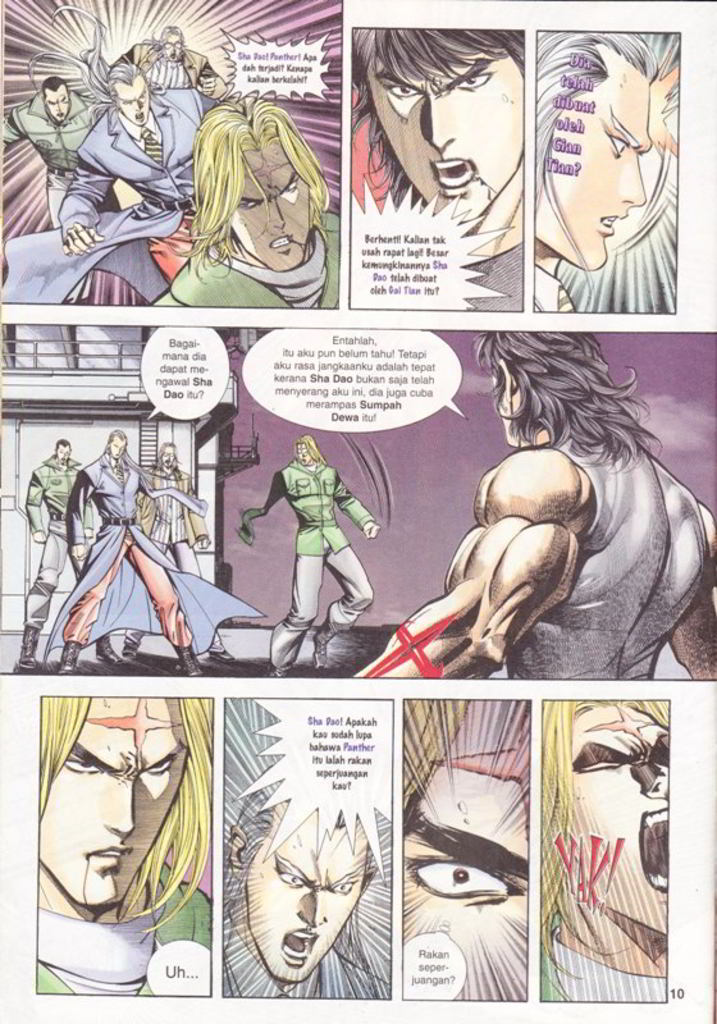 Sha Dao! Panther! Apa
dah terjadi? Kenapa
kalian berkelahi?
Berhenti! Kalian tak
usah rapat lagi! Besar
kemungkinannya Sha
Dao telah dibuat
oleh Gai Tian itu?
Dia
telah
dibuat
oleh
Gian
Tian?
Bagai-
mana dia
dapat me-
ngawal Sha
Dao itu?
Entahlah,
itu aku pun belum tahu! Tetapi
aku rasa jangkaanku adalah tepat
kerana Sha Dao bukan saja telah
menyerang aku ini, dia juga cuba
merampas Sumpah
Dewa itu!
Uh...
Sha Dao! Apakah
kau sudah lupa
bahawa Panther
itu ialah rakan
seperjuangan
kau?
Rakan
seper-
juangan?
YAK
10